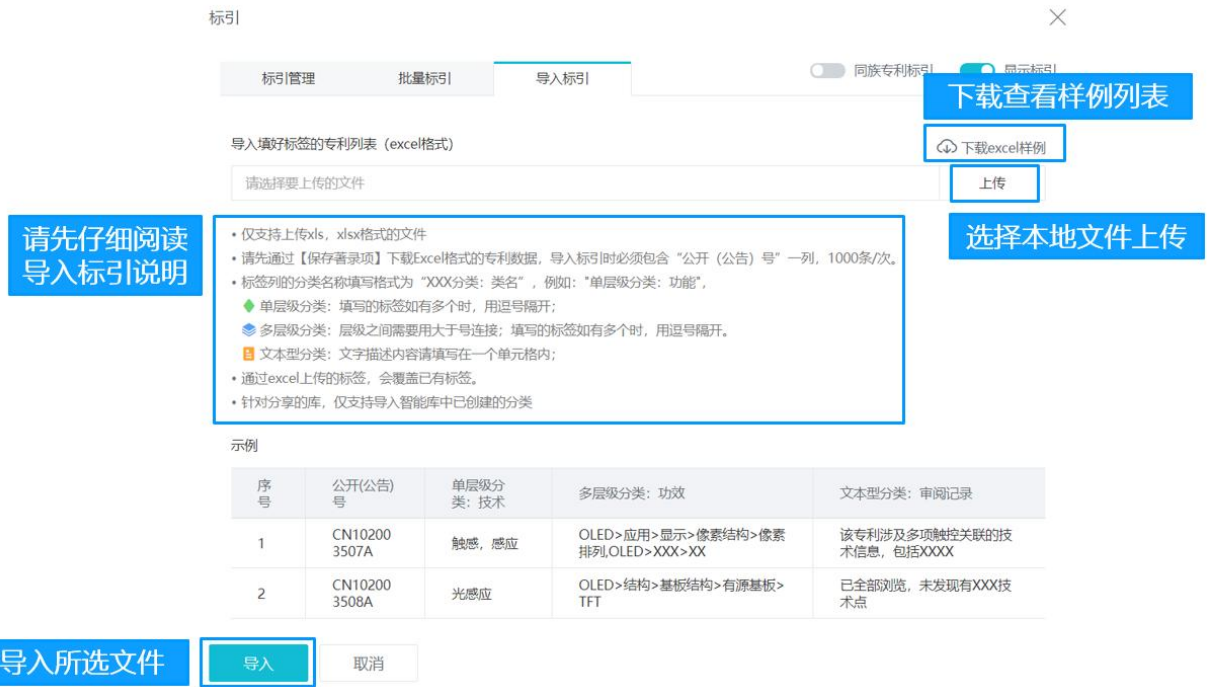 标引
标引管理
批量标引
导入标引
同族专利标引
显示标引
下载查看样例列表
导入填好标签的专利列表（excel格式）
下载excel样例
请选择要上传的文件
上传
选择本地文件上传
请先仔细阅读
导入标引说明
• 仅支持上传xls，xlsx格式的文件
• 请先通过【保存著录项】下载Excel格式的专利数据，导入标引时必须包含“公开（公告）号”一列，1000条/次。
• 标签列的分类名称填写格式为“XXX分类：类名”，例如："单层级分类：功能"，
单层级分类：填写的标签如有多个时，用逗号隔开；
多层级分类：层级之间需要用大于号连接；填写的标签如有多个时，用逗号隔开。
文本型分类：文字描述内容请填写在一个单元格内；
• 通过excel上传的标签，会覆盖已有标签。
• 针对分享的库，仅支持导入智能库中已创建的分类
示例
序
号
公开(公告)
号
单层级分
类：技术
多层级分类：功效
文本型分类：审阅记录
1
CN10200
3507A
触感，感应
OLED>应用>显示>像素结构>像素
排列,OLED>XXX>XX
该专利涉及多项触控关联的技
术信息，包括XXXX
2
CN10200
3508A
光感应
OLED>结构>基板结构>有源基板>
TFT
已全部浏览，未发现有XXX技
术点
导入所选文件
导入
取消